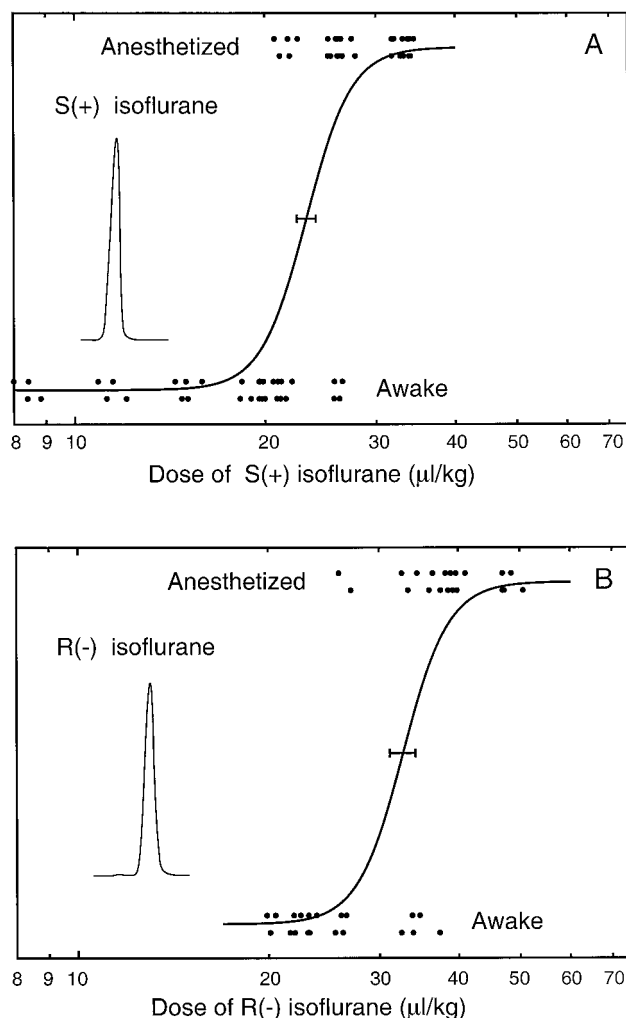 Anesthetized A
S(+) isoflurane
Awake
8 9 10 20 30 40 50 60 70
Dose of S(+) isoflurane (μl/kg)
Anesthetized B
R(-) isoflurane
Awake
8 9 10 20 30 40 50 60 70
Dose of R(-) isoflurane (μl/kg)